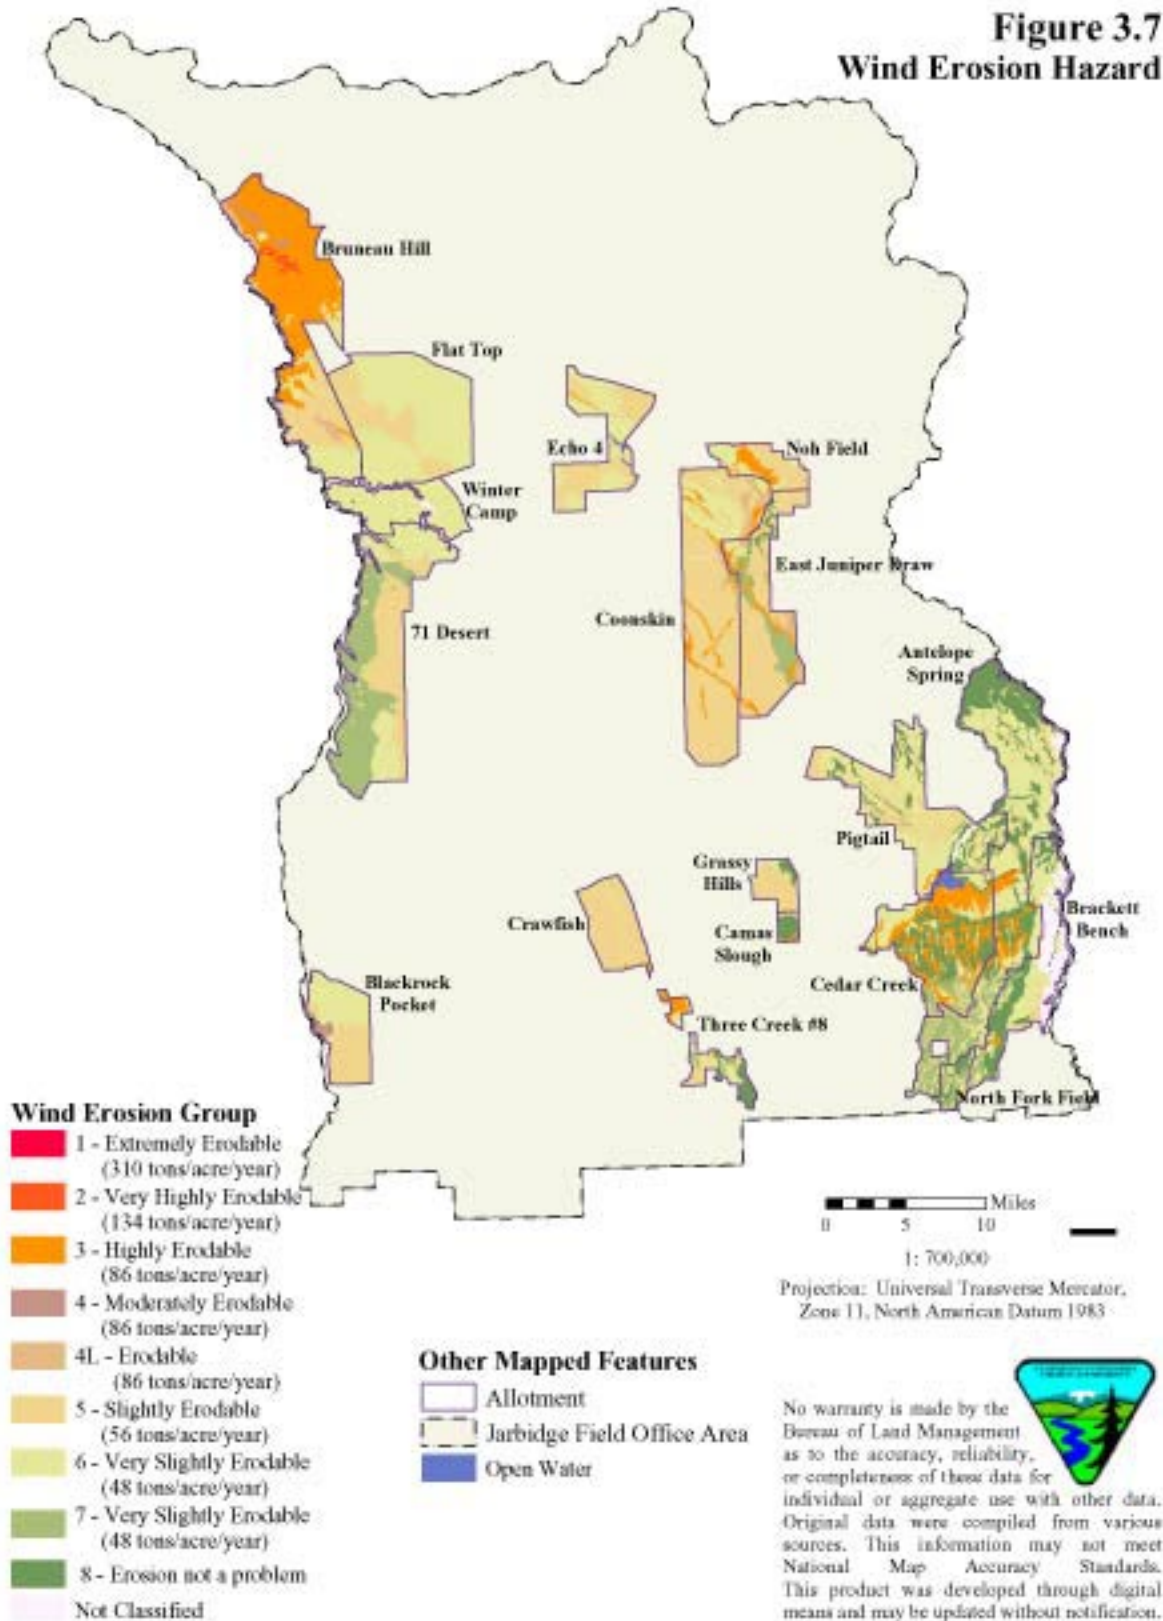 Figure 3.7
Wind Erosion Hazard
Bruneau Hill
Flat Top
Echo 4
Noh Field
Winter
Camp
East Juniper Draw
71 Desert
Coonskin
Antelope
Spring
Pigtail
Grassy
Hills
Crawfish
Camas
Slough
Brackett
Bench
Cedar Creek
Blackrock
Pocket
Three Creek #8
North Fork Field
Wind Erosion Group
1 - Extremely Erodable
(310 tons/acre/year)
2 - Very Highly Erodable
(134 tons/acre/year)
3 - Highly Erodable
(86 tons/acre/year)
4 - Moderately Erodable
(86 tons/acre/year)
4L - Erodable
(86 tons/acre/year)
5 - Slightly Erodable
(56 tons/acre/year)
6 - Very Slightly Erodable
(48 tons/acre/year)
7 - Very Slightly Erodable
(48 tons/acre/year)
8 - Erosion not a problem
Not Classified
Other Mapped Features
Allotment
Jarbidge Field Office Area
Open Water
Miles
0 5 10
1: 700,000
Projection: Universal Transverse Mercator,
Zone 11, North American Datum 1983
No warranty is made by the
Bureau of Land Management
as to the accuracy, reliability,
or completeness of these data for
individual or aggregate use with other data.
Original data were compiled from various
sources. This information may not meet
National Map Accuracy Standards.
This product was developed through digital
means and may be updated without notification.